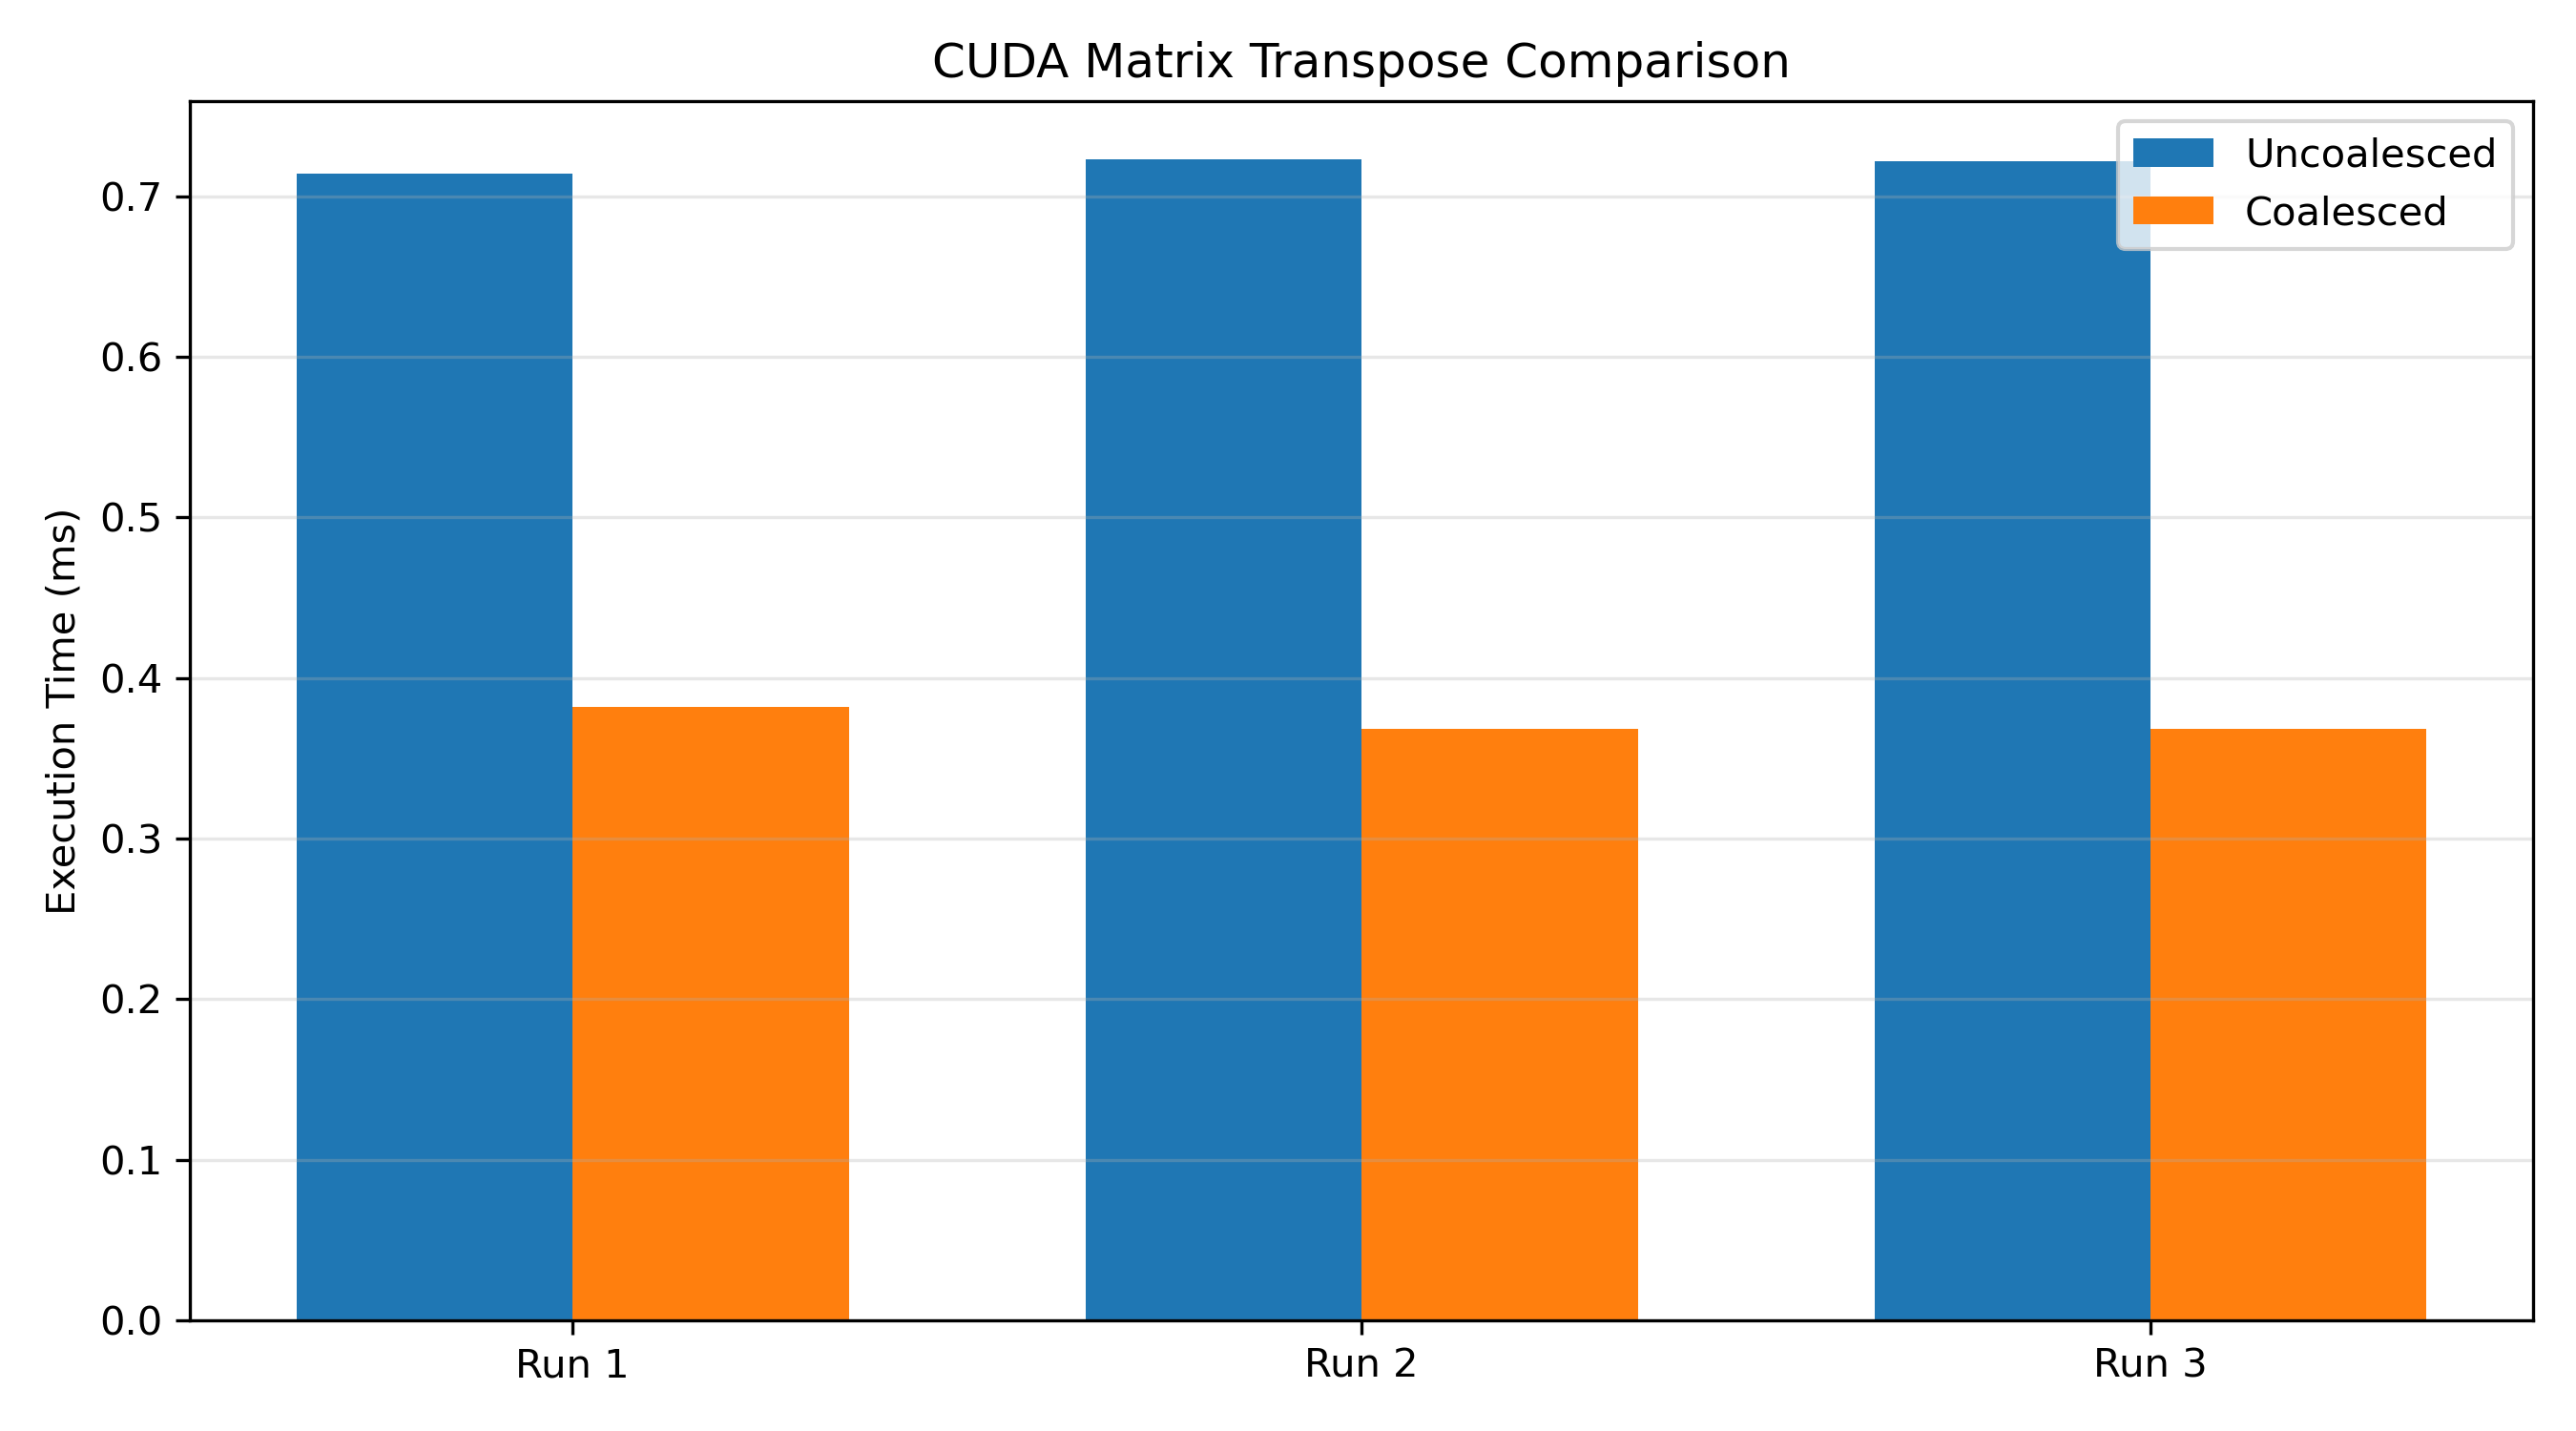 CUDA Matrix Transpose Comparison
Uncoalesced
Coalesced
Execution Time (ms)
0.7
0.6
0.5
0.4
0.3
0.2
0.1
0.0
Run 1
Run 2
Run 3